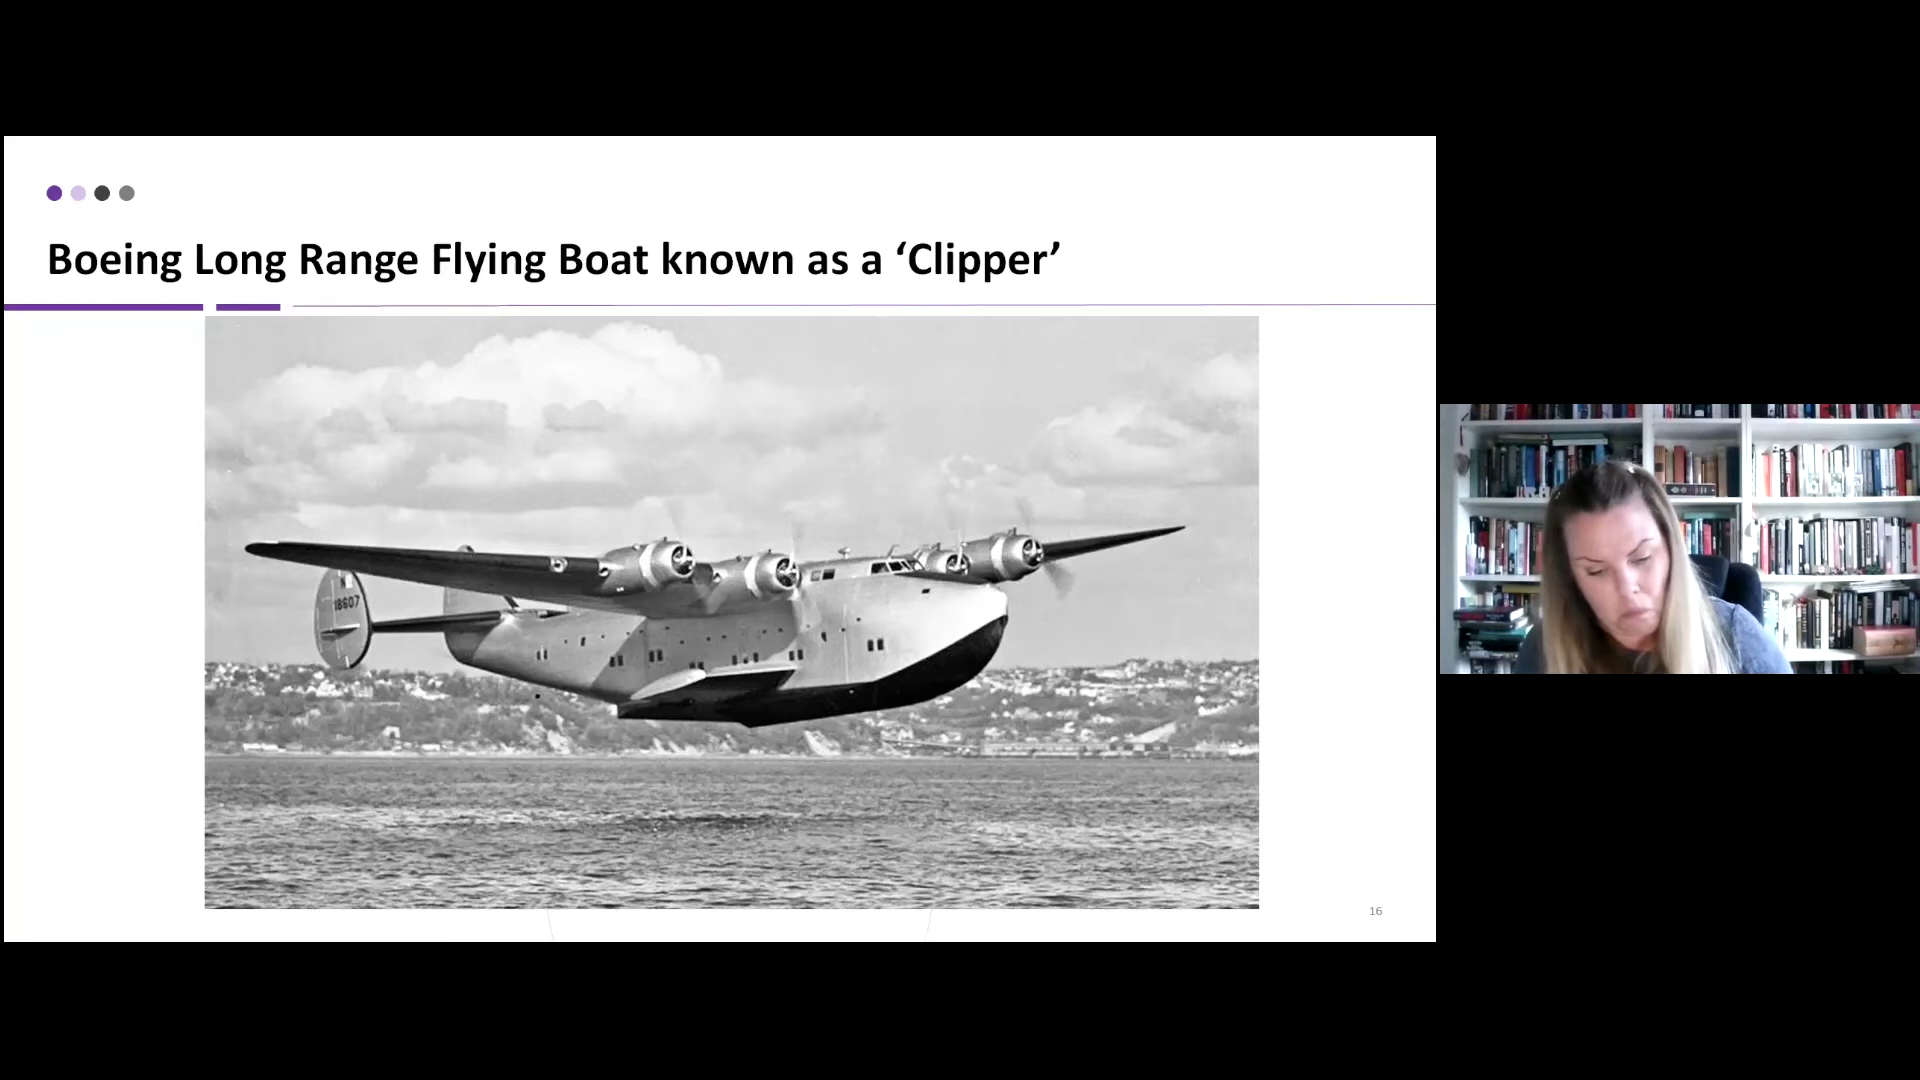 Boeing Long Range Flying Boat known as a ‘Clipper’
18607
16